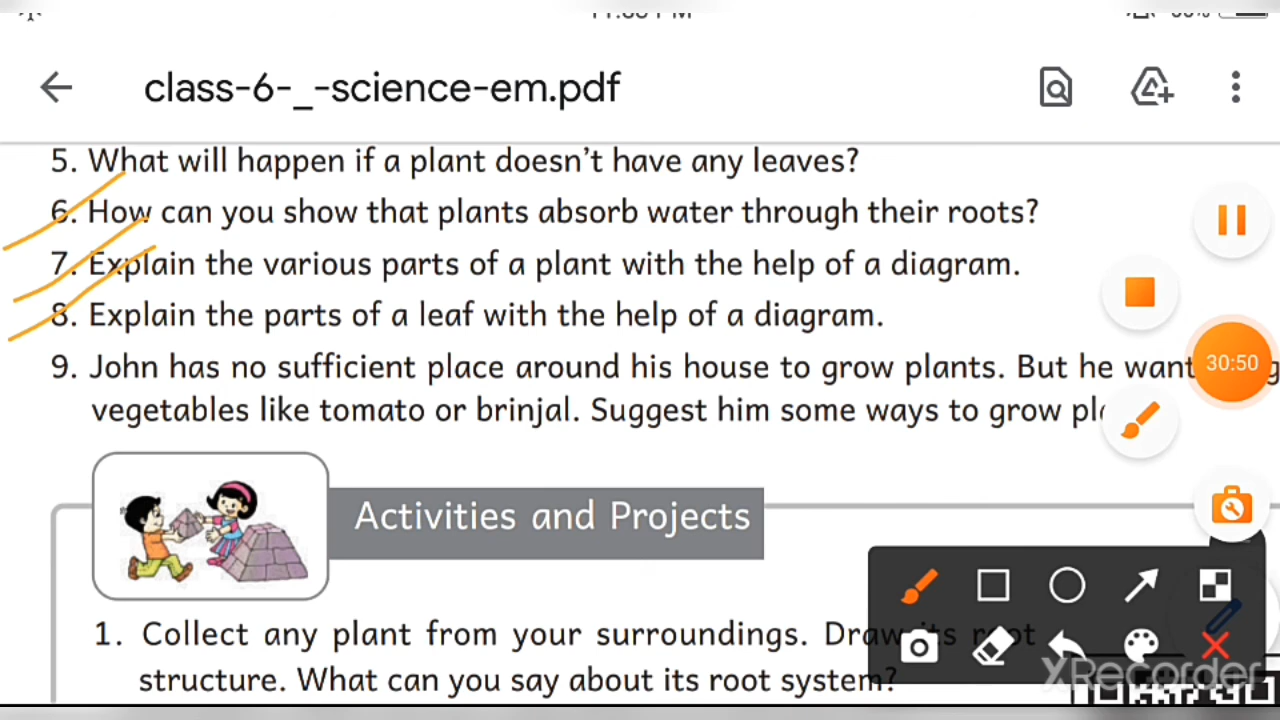 class-6-_-science-em.pdf
5. What will happen if a plant doesn't have any leaves?
6. How can you show that plants absorb water through their roots?
7. Explain the various parts of a plant with the help of a diagram.
8. Explain the parts of a leaf with the help of a diagram.
9. John has no sufficient place around his house to grow plants. But he want
vegetables like tomato or brinjal. Suggest him some ways to grow
30:50
Activities and Projects
1. Collect any plant from your surroundings. Draw its root
structure. What can you say about its root system?
XRecorder